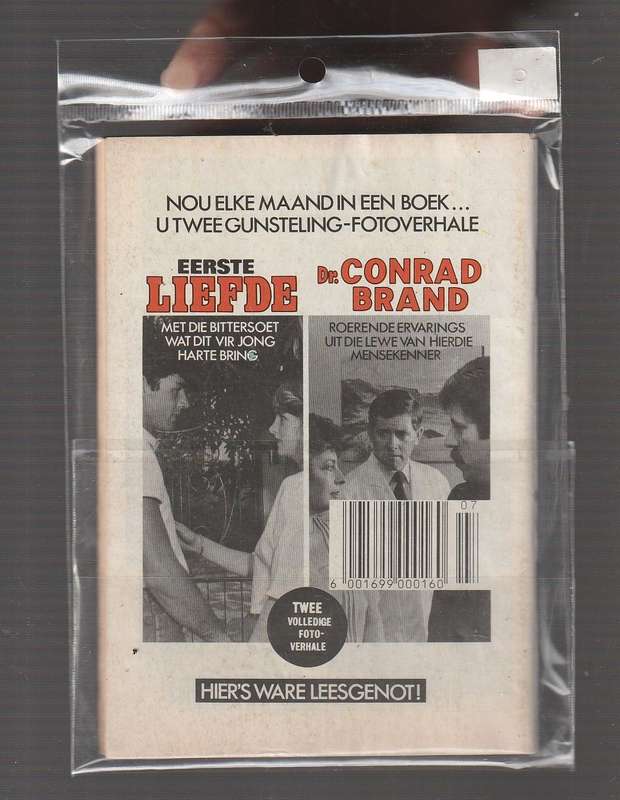 NOU ELKE MAAND IN EEN BOEK...
U TWEE GUNSTELING-FOTOVERHALE
EERSTE
LIEFDE
MET DIE BITTERSOET
WAT DIT VIR JONG
HARTE BRING
Dr. CONRAD
BRAND
ROERENDE ERVARINGS
UIT DIE LEWE VAN HIERDIE
MENSEKENNER
07
6 001699 000160
TWEE
VOLLEDIGE
FOTO-
VERHALE
HIER'S WARE LEESGENOT!